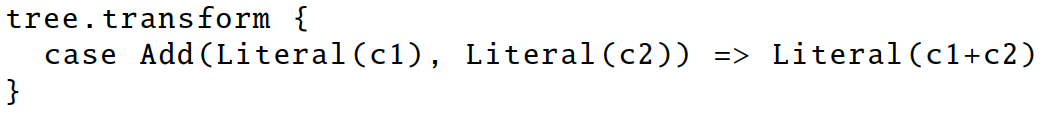 tree.transform {
  case Add(Literal(c1), Literal(c2)) => Literal(c1+c2)
}